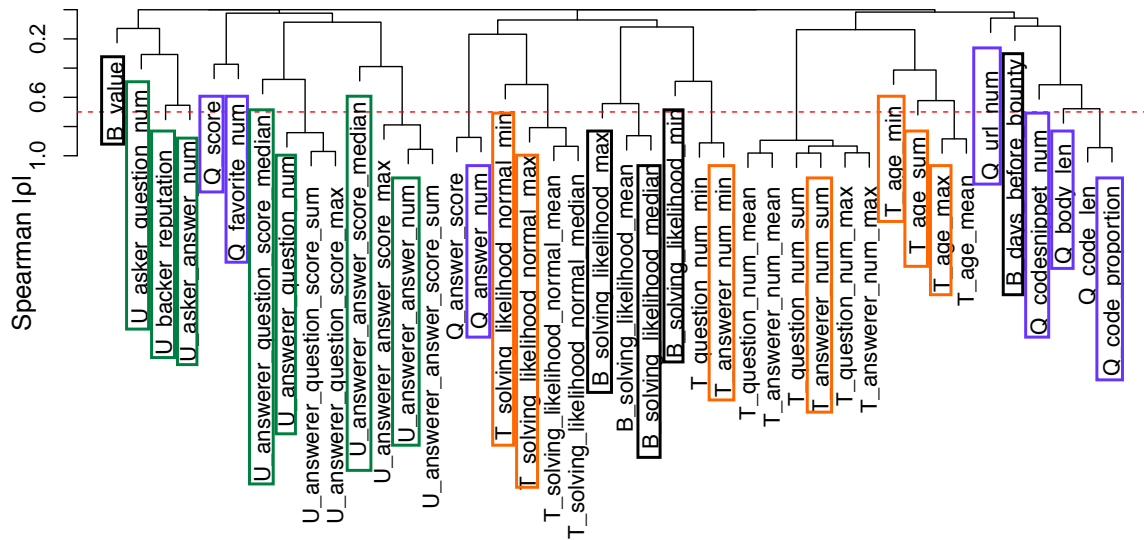 Spearman |ρ|
0.2
0.6
1.0
B_value
U_asker_question_num
U_backer_reputation
U_asker_answer_num
Q_score
Q_favorite_num
U_answerer_question_score_median
U_answerer_question_num
U_answerer_question_score_sum
U_answerer_question_score_max
U_answerer_answer_score_median
U_answerer_answer_score_max
U_answerer_answer_num
U_answerer_answer_score_sum
Q_answer_score
Q_answer_num
T_solving_likelihood_normal_min
T_solving_likelihood_normal_max
T_solving_likelihood_normal_mean
T_solving_likelihood_normal_median
B_solving_likelihood_max
B_solving_likelihood_mean
B_solving_likelihood_median
B_solving_likelihood_min
T_question_num_min
T_answerer_num_min
T_question_num_mean
T_answerer_num_mean
T_question_num_sum
T_answerer_num_sum
T_question_num_max
T_answerer_num_max
T_age_min
T_age_sum
T_age_max
T_age_mean
Q_url_num
B_days_before_bounty
Q_codesnippet_num
Q_body_len
Q_code_len
Q_code_proportion